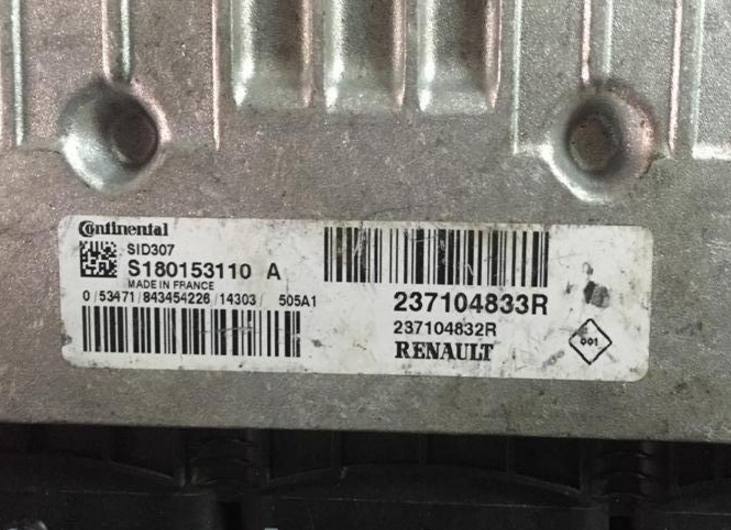 Continental
SID307
S180153110 A
MADE IN FRANCE
0/53471/843454226/14303/ 505A1
237104833R
237104832R
RENAULT
001